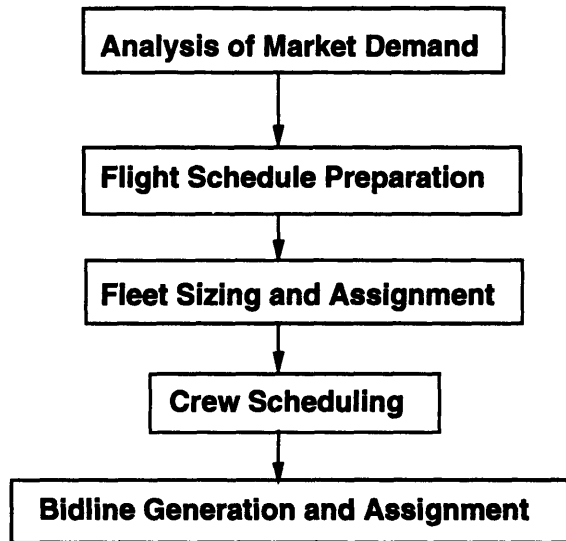 Analysis of Market Demand
Flight Schedule Preparation
Fleet Sizing and Assignment
Crew Scheduling
Bidline Generation and Assignment